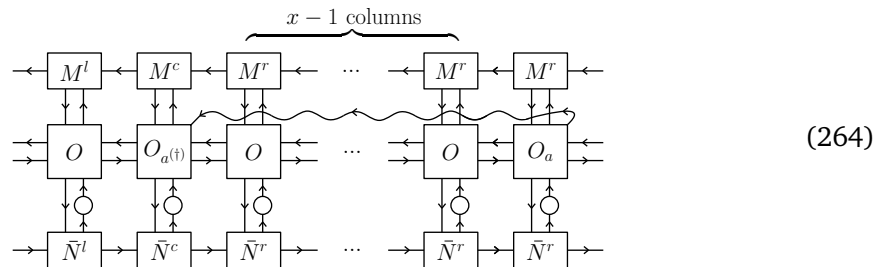 x − 1 columns
M^l M^c M^r ... M^r M^r
O O_{a^{(†)}} O ... O O_a (264)
N̄^l N̄^c N̄^r ... N̄^r N̄^r